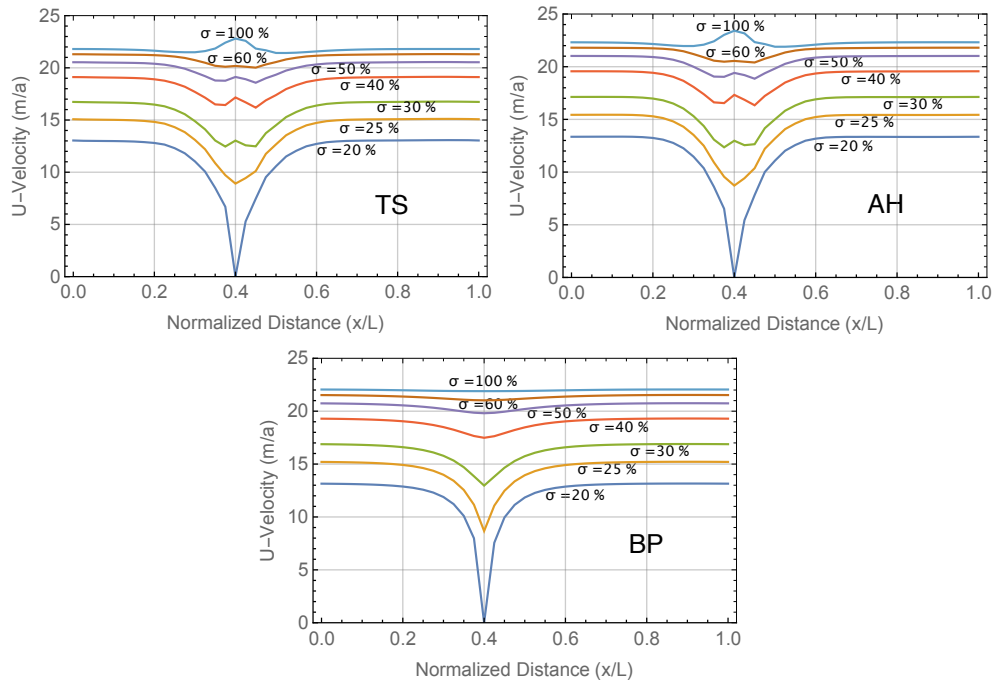 25
20
15
10
5
0
U-Velocity (m/a)
σ =100 %
σ =60 %
σ =50 %
σ =40 %
σ =30 %
σ =25 %
σ =20 %
TS
0.0 0.2 0.4 0.6 0.8 1.0
Normalized Distance (x/L)
25
20
15
10
5
0
U-Velocity (m/a)
σ =100 %
σ =60 %
σ =50 %
σ =40 %
σ =30 %
σ =25 %
σ =20 %
AH
0.0 0.2 0.4 0.6 0.8 1.0
Normalized Distance (x/L)
25
20
15
10
5
0
U-Velocity (m/a)
σ =100 %
σ =60 %
σ =50 %
σ =40 %
σ =30 %
σ =25 %
σ =20 %
BP
0.0 0.2 0.4 0.6 0.8 1.0
Normalized Distance (x/L)